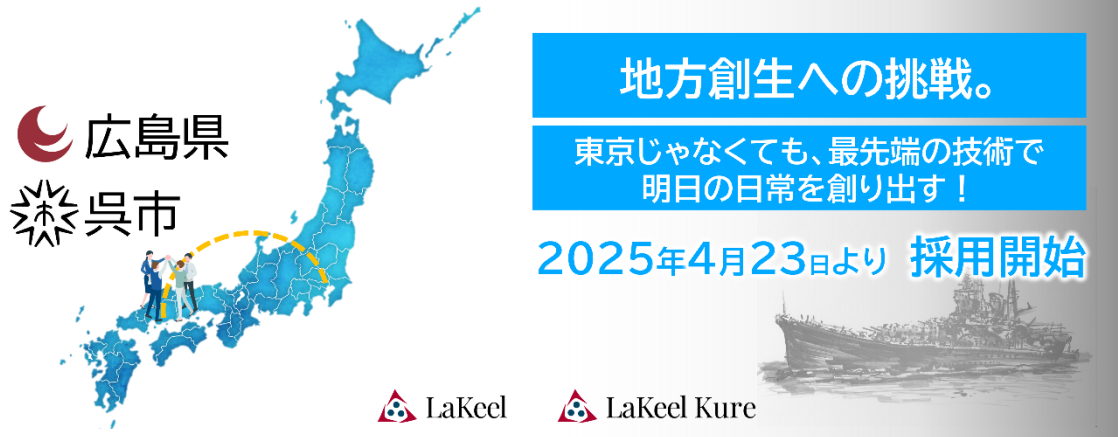 広島県
呉市
地方創生への挑戦。
東京じゃなくても、最先端の技術で
明日の日常を創り出す！
2025年4月23日より 採用開始
LaKeel
LaKeel Kure